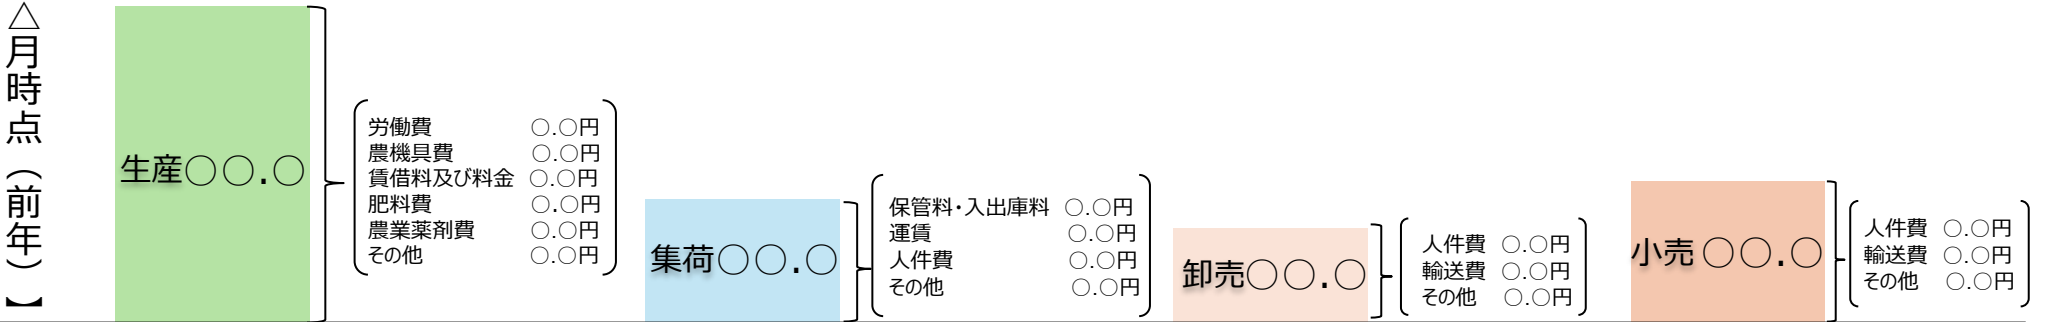 △月時点（前年）】
生産○○.○
労働費 ○.○円
農機具費 ○.○円
賃借料及び料金 ○.○円
肥料費 ○.○円
農業薬剤費 ○.○円
その他 ○.○円
集荷○○.○
保管料・入出庫料 ○.○円
運賃 ○.○円
人件費 ○.○円
その他 ○.○円
卸売○○.○
人件費 ○.○円
輸送費 ○.○円
その他 ○.○円
小売○○.○
人件費 ○.○円
輸送費 ○.○円
その他 ○.○円